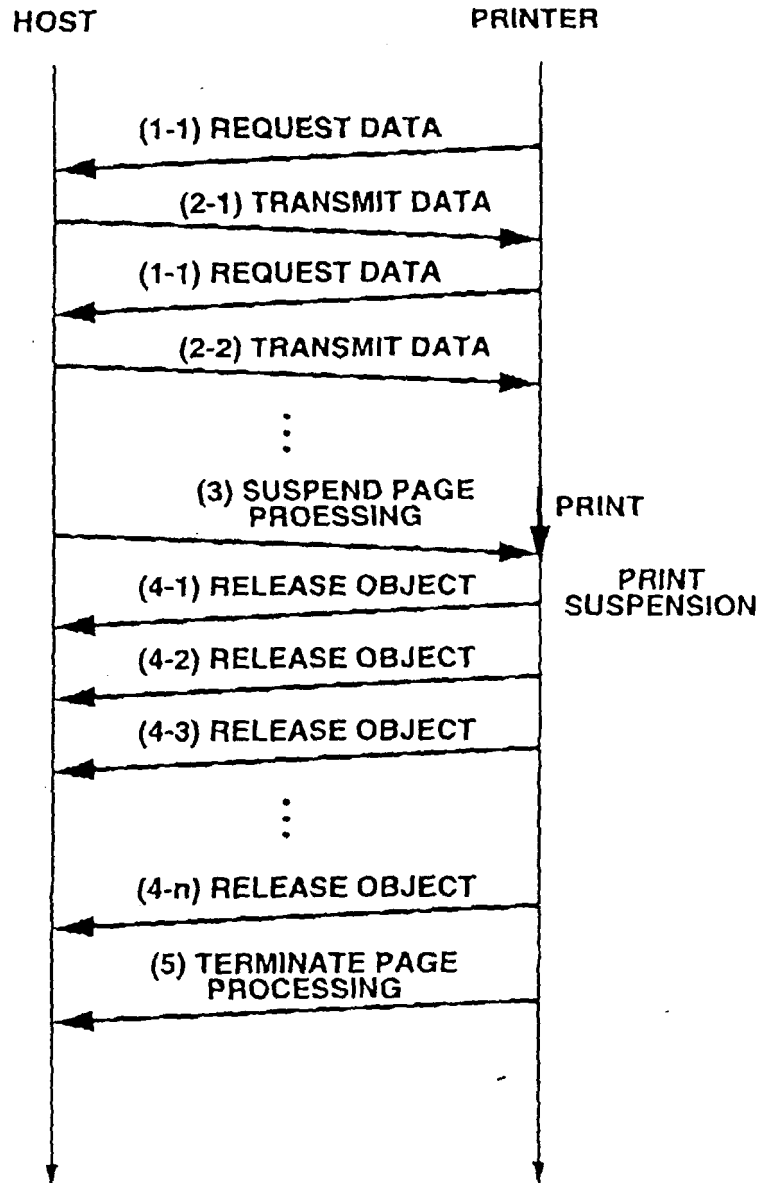 HOST
PRINTER
(1-1) REQUEST DATA
(2-1) TRANSMIT DATA
(1-1) REQUEST DATA
(2-2) TRANSMIT DATA
(3) SUSPEND PAGE
PROESSING
PRINT
(4-1) RELEASE OBJECT
PRINT
SUSPENSION
(4-2) RELEASE OBJECT
(4-3) RELEASE OBJECT
(4-n) RELEASE OBJECT
(5) TERMINATE PAGE
PROCESSING